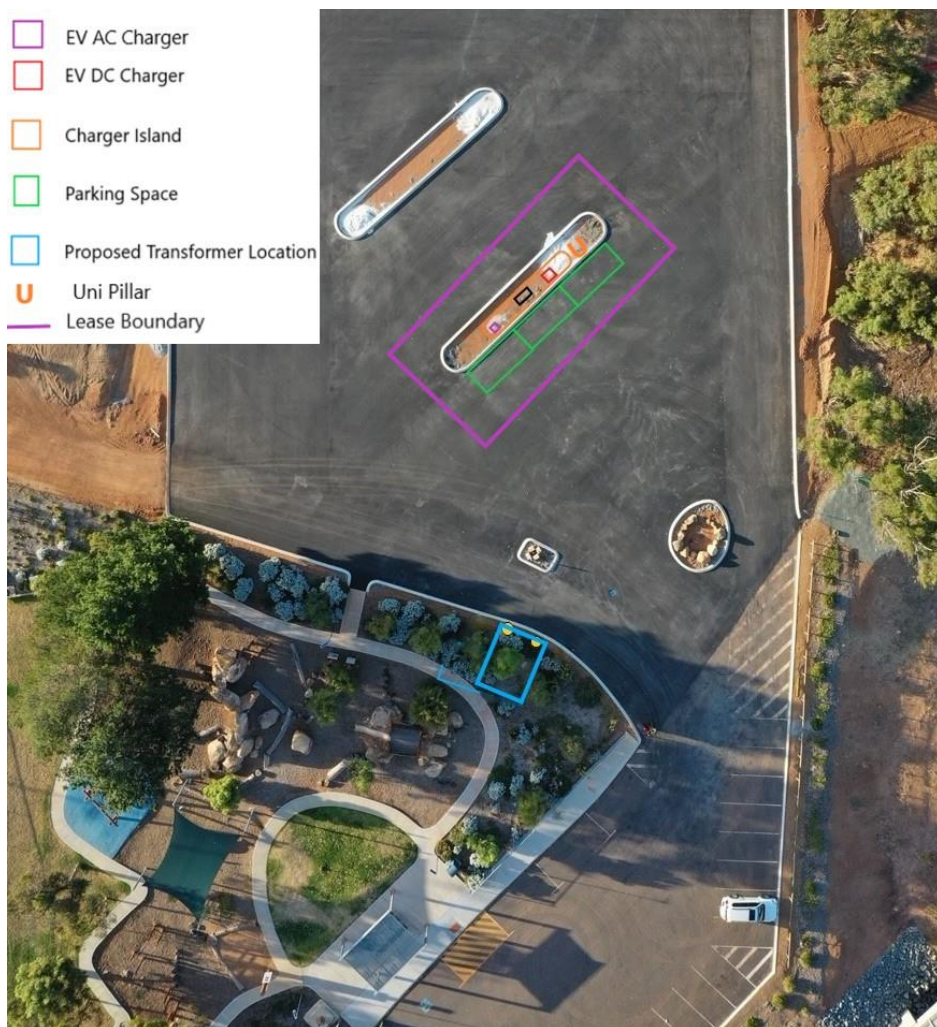 EV AC Charger
EV DC Charger
Charger Island
Parking Space
Proposed Transformer Location
U Uni Pillar
Lease Boundary
U